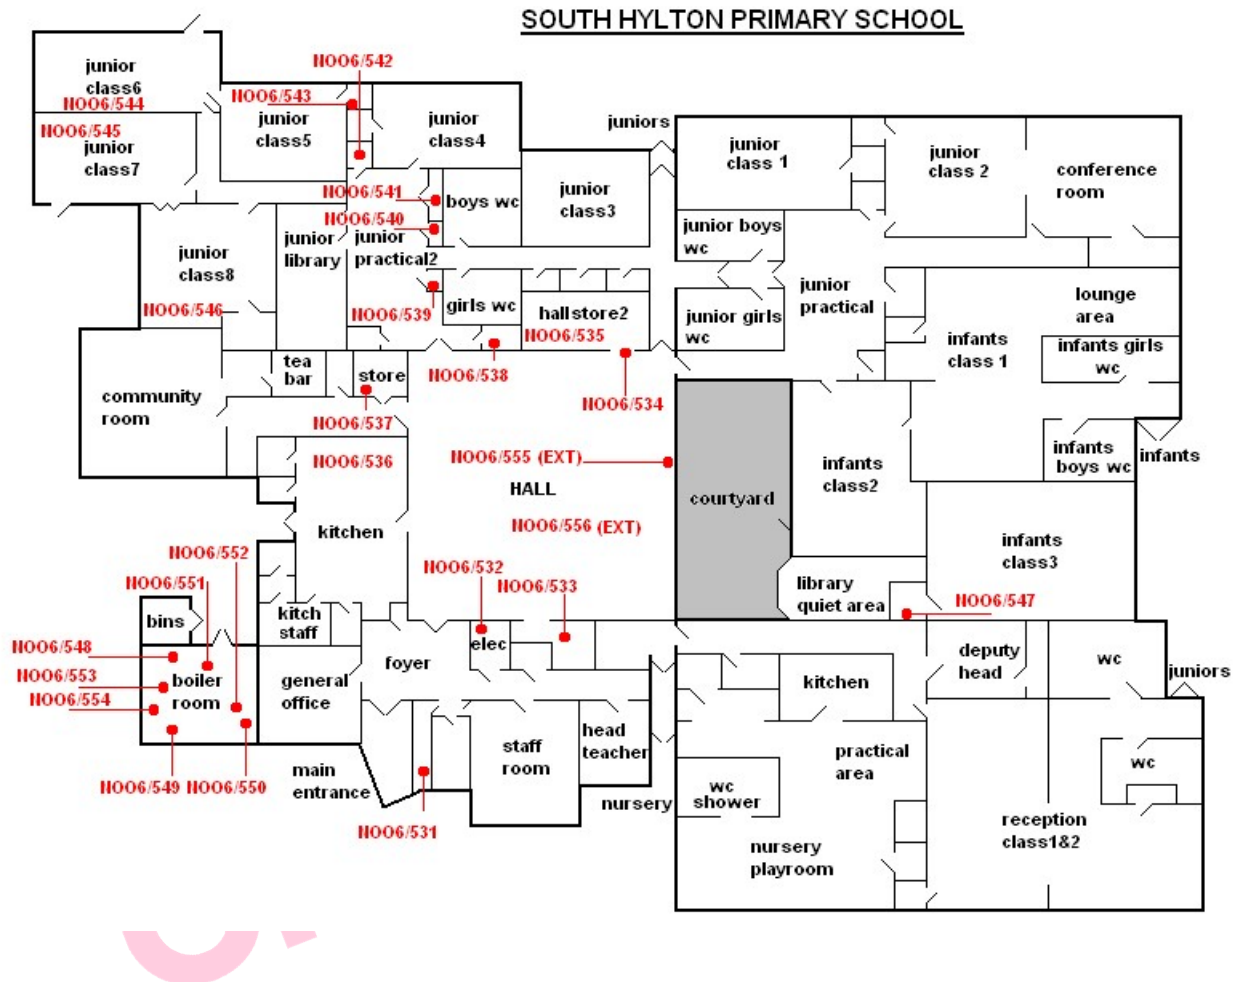 SOUTH HYLTON PRIMARY SCHOOL
NOO6/542
junior
class6
NOO6/544
NOO6/543
junior
class5
junior
class4
juniors
junior
class 1
junior
class 2
conference
room
NOO6/545
junior
class7
NOO6/541
boys wc
junior
class3
NOO6/540
junior
practical2
junior
library
junior
class8
junior boys
wc
junior
practical
lounge
area
NOO6/546
NOO6/539
girls wc
hallstore2
NOO6/535
junior girls
wc
infants
class 1
infants girls
wc
tea
bar
store
NOO6/538
NOO6/534
community
room
NOO6/537
NOO6/536
NOO6/555 (EXT)
HALL
NOO6/556 (EXT)
courtyard
infants
class2
infants
boys wc
infants
kitchen
infants
class3
NOO6/552
NOO6/551
NOO6/532
NOO6/533
library
quiet area
NOO6/547
bins
kitch
staff
elec
foyer
NOO6/548
NOO6/553
NOO6/554
boiler
room
general
office
kitchen
deputy
head
wc
juniors
head
teacher
staff
room
practical
area
wc
main
entrance
NOO6/549
NOO6/550
nursery
wc
shower
NOO6/531
nursery
playroom
reception
class1&2